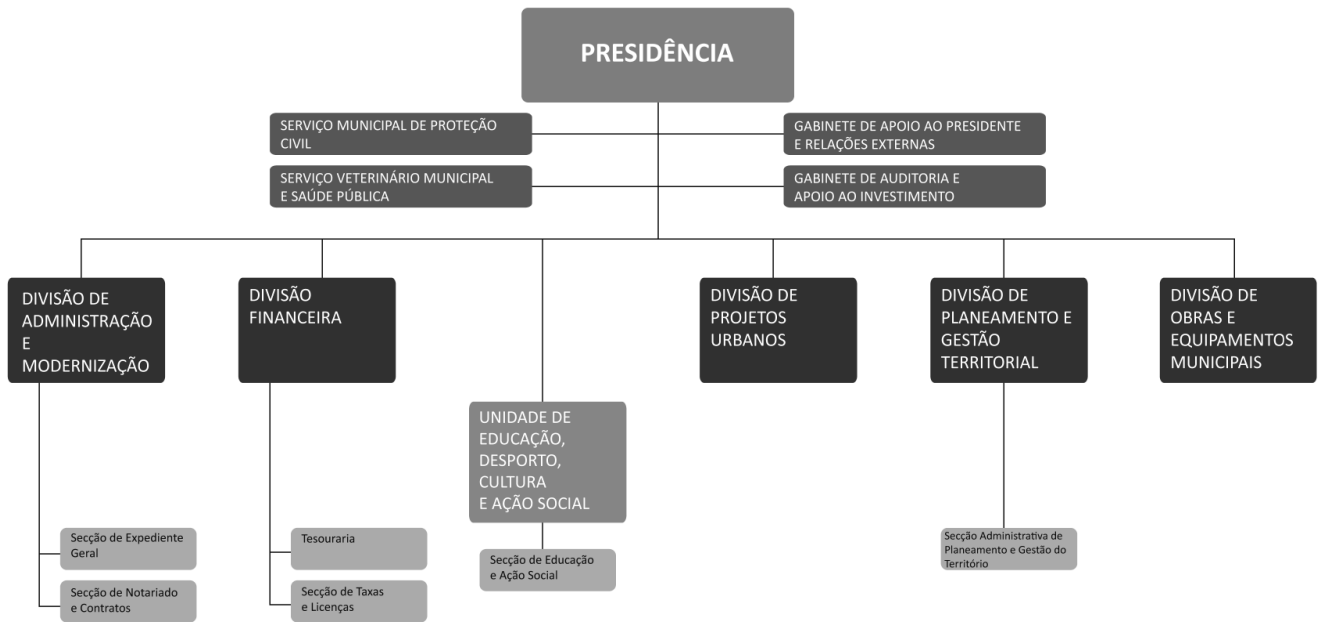 PRESIDÊNCIA
SERVIÇO MUNICIPAL DE PROTEÇÃO
CIVIL
GABINETE DE APOIO AO PRESIDENTE
E RELAÇÕES EXTERNAS
SERVIÇO VETERINÁRIO MUNICIPAL
E SAÚDE PÚBLICA
GABINETE DE AUDITORIA E
APOIO AO INVESTIMENTO
DIVISÃO DE
ADMINISTRAÇÃO
E
MODERNIZAÇÃO
DIVISÃO
FINANCEIRA
DIVISÃO DE
PROJETOS
URBANOS
DIVISÃO DE
PLANEAMENTO E
GESTÃO
TERRITORIAL
DIVISÃO DE
OBRAS E
EQUIPAMENTOS
MUNICIPAIS
UNIDADE DE
EDUCAÇÃO,
DESPORTO,
CULTURA
E AÇÃO SOCIAL
Secção de Expediente
Geral
Secção de Notariado
e Contratos
Tesouraria
Secção de Taxas
e Licenças
Secção de Educação
e Ação Social
Secção Administrativa de
Planeamento e Gestão do
Território